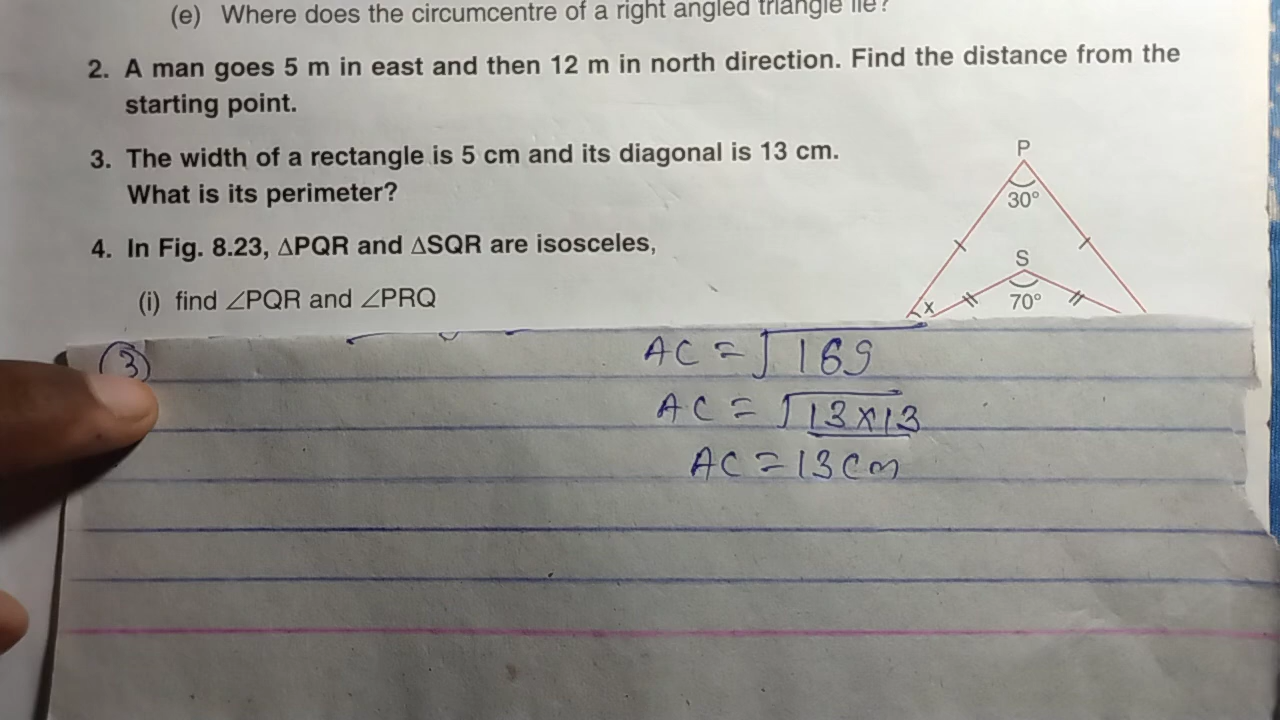 (e) Where does the circumcentre of a right angled triangle lie?
2. A man goes 5 m in east and then 12 m in north direction. Find the distance from the
starting point.
3. The width of a rectangle is 5 cm and its diagonal is 13 cm.
What is its perimeter?
4. In Fig. 8.23, ∆PQR and ∆SQR are isosceles,
(i) find ∠PQR and ∠PRQ
P
30°
S
70°
x
3
AC = √169
AC = √13×13
AC = 13cm